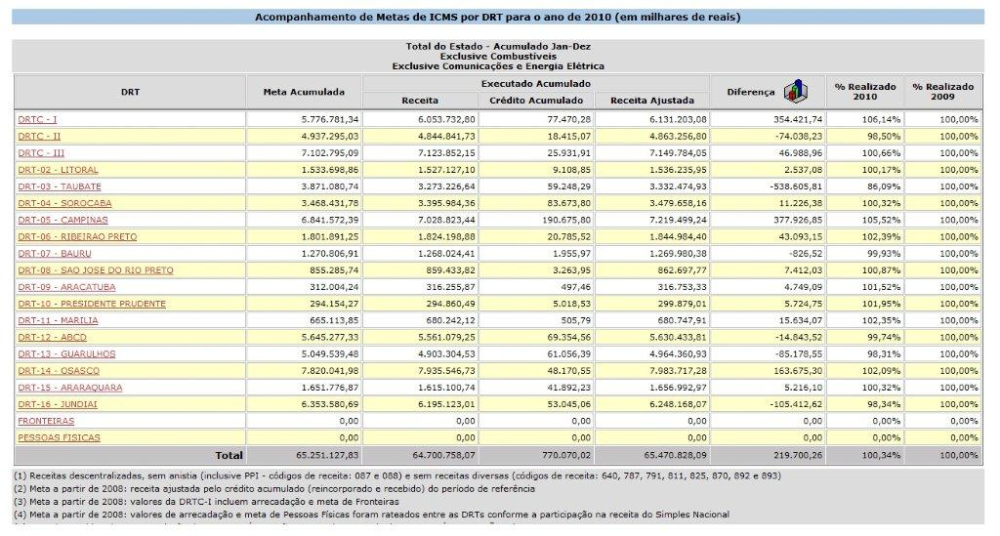 Acompanhamento de Metas de ICMS por DRT para o ano de 2010 (em milhares de reais)
Total do Estado - Acumulado Jan-Dez
Exclusive Combustíveis
Exclusive Comunicações e Energia Elétrica
DRT Meta Acumulada Executado Acumulado Diferença % Realizado 2010 % Realizado 2009
Receita Crédito Acumulado Receita Ajustada
DRTC - I 5.776.781,34 6.053.732,80 77.470,28 6.131.203,08 354.421,74 106,14% 100,00%
DRTC - II 4.937.295,03 4.844.841,73 18.415,07 4.863.256,80 -74.038,23 98,50% 100,00%
DRTC - III 7.102.795,09 7.123.852,15 25.931,91 7.149.784,05 46.988,96 100,66% 100,00%
DRT-02 - LITORAL 1.533.698,86 1.527.127,10 9.108,85 1.536.235,95 2.537,08 100,17% 100,00%
DRT-03 - TAUBATE 3.871.080,74 3.273.226,64 59.248,29 3.332.474,93 -538.605,81 86,09% 100,00%
DRT-04 - SOROCABA 3.468.431,78 3.395.984,36 83.673,80 3.479.658,16 11.226,38 100,32% 100,00%
DRT-05 - CAMPINAS 6.841.572,39 7.028.823,44 190.675,80 7.219.499,24 377.926,85 105,52% 100,00%
DRT-06 - RIBEIRAO PRETO 1.801.891,25 1.824.198,88 20.785,52 1.844.984,40 43.093,15 102,39% 100,00%
DRT-07 - BAURU 1.270.806,91 1.268.024,41 1.955,97 1.269.980,38 -826,52 99,93% 100,00%
DRT-08 - SAO JOSE DO RIO PRETO 855.285,74 859.433,82 3.263,95 862.697,77 7.412,03 100,87% 100,00%
DRT-09 - ARACATUBA 312.004,24 316.255,87 497,46 316.753,33 4.749,09 101,52% 100,00%
DRT-10 - PRESIDENTE PRUDENTE 294.154,27 294.860,49 5.018,53 299.879,01 5.724,75 101,95% 100,00%
DRT-11 - MARILIA 665.113,85 680.242,12 505,79 680.747,91 15.634,07 102,35% 100,00%
DRT-12 - ABCD 5.645.277,33 5.561.079,25 69.354,56 5.630.433,81 -14.843,52 99,74% 100,00%
DRT-13 - GUARULHOS 5.049.539,48 4.903.304,53 61.056,39 4.964.360,93 -85.178,55 98,31% 100,00%
DRT-14 - OSASCO 7.820.041,98 7.935.546,73 48.170,55 7.983.717,28 163.675,30 102,09% 100,00%
DRT-15 - ARARAQUARA 1.651.776,87 1.615.100,74 41.892,23 1.656.992,97 5.216,10 100,32% 100,00%
DRT-16 - JUNDIAI 6.353.580,69 6.195.123,01 53.045,06 6.248.168,07 -105.412,62 98,34% 100,00%
FRONTEIRAS 0,00 0,00 0,00 0,00 0,00 0,00% 0,00%
PESSOAS FISICAS 0,00 0,00 0,00 0,00 0,00 0,00% 0,00%
Total 65.251.127,83 64.700.758,07 770.070,02 65.470.828,09 219.700,26 100,34% 100,00%
(1) Receitas descentralizadas, sem anistia (inclusive PPI - códigos de receita: 087 e 088) e sem receitas diversas (códigos de receita: 640, 787, 791, 811, 825, 870, 892 e 893)
(2) Meta a partir de 2008: receita ajustada pelo crédito acumulado (reincorporado e recebido) do período de referência
(3) Meta a partir de 2008: valores da DRTC-I incluem arrecadação e meta de Fronteiras
(4) Meta a partir de 2008: valores de arrecadação e meta de Pessoas Físicas foram rateados entre as DRTs conforme a participação na receita do Simples Nacional